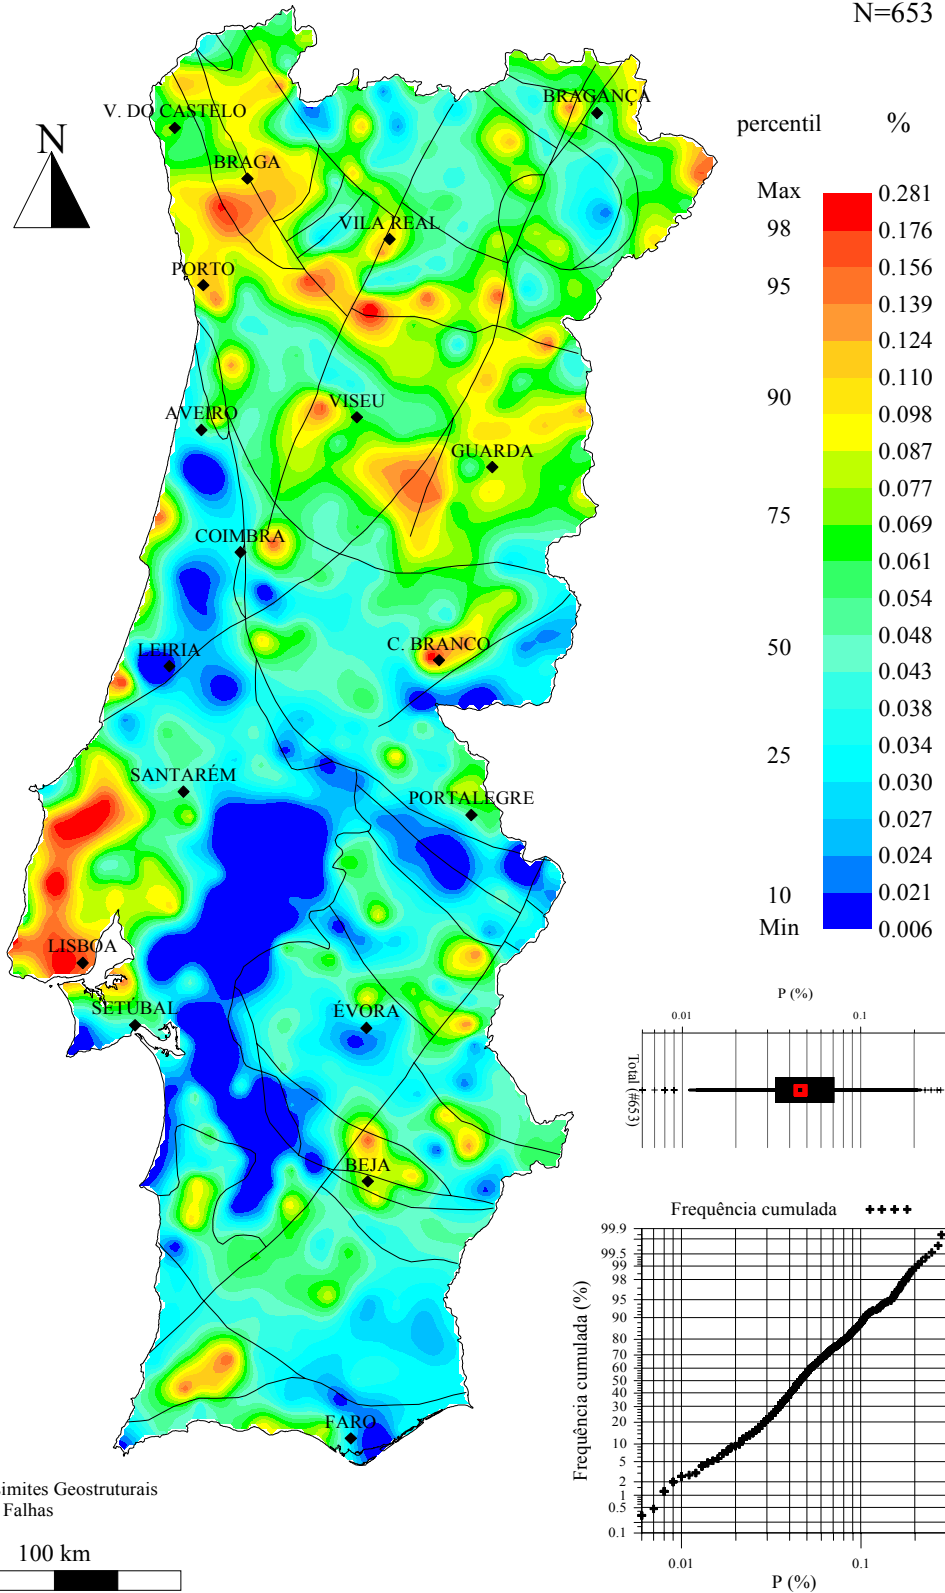 N=653
N
V. DO CASTELO
BRAGANÇA
BRAGA
VILA REAL
PORTO
AVEIRO
VISEU
GUARDA
COIMBRA
LEIRIA
C. BRANCO
SANTARÉM
PORTALEGRE
LISBOA
SETÚBAL
ÉVORA
BEJA
FARO
percentil %
Max 0.281
98 0.176
0.156
95 0.139
0.124
0.110
90 0.098
0.087
0.077
75 0.069
0.061
0.054
50 0.048
0.043
0.038
0.034
25 0.030
0.027
0.024
10 0.021
Min 0.006
P (%)
0.01 0.1
Total (#653)
Frequência cumulada
99.9
99.5
99
98
95
90
80
70
60
50
40
30
20
10
5
2
1
0.5
0.1
Frequência cumulada (%)
0.01 0.1
P (%)
imites Geostruturais
Falhas
100 km